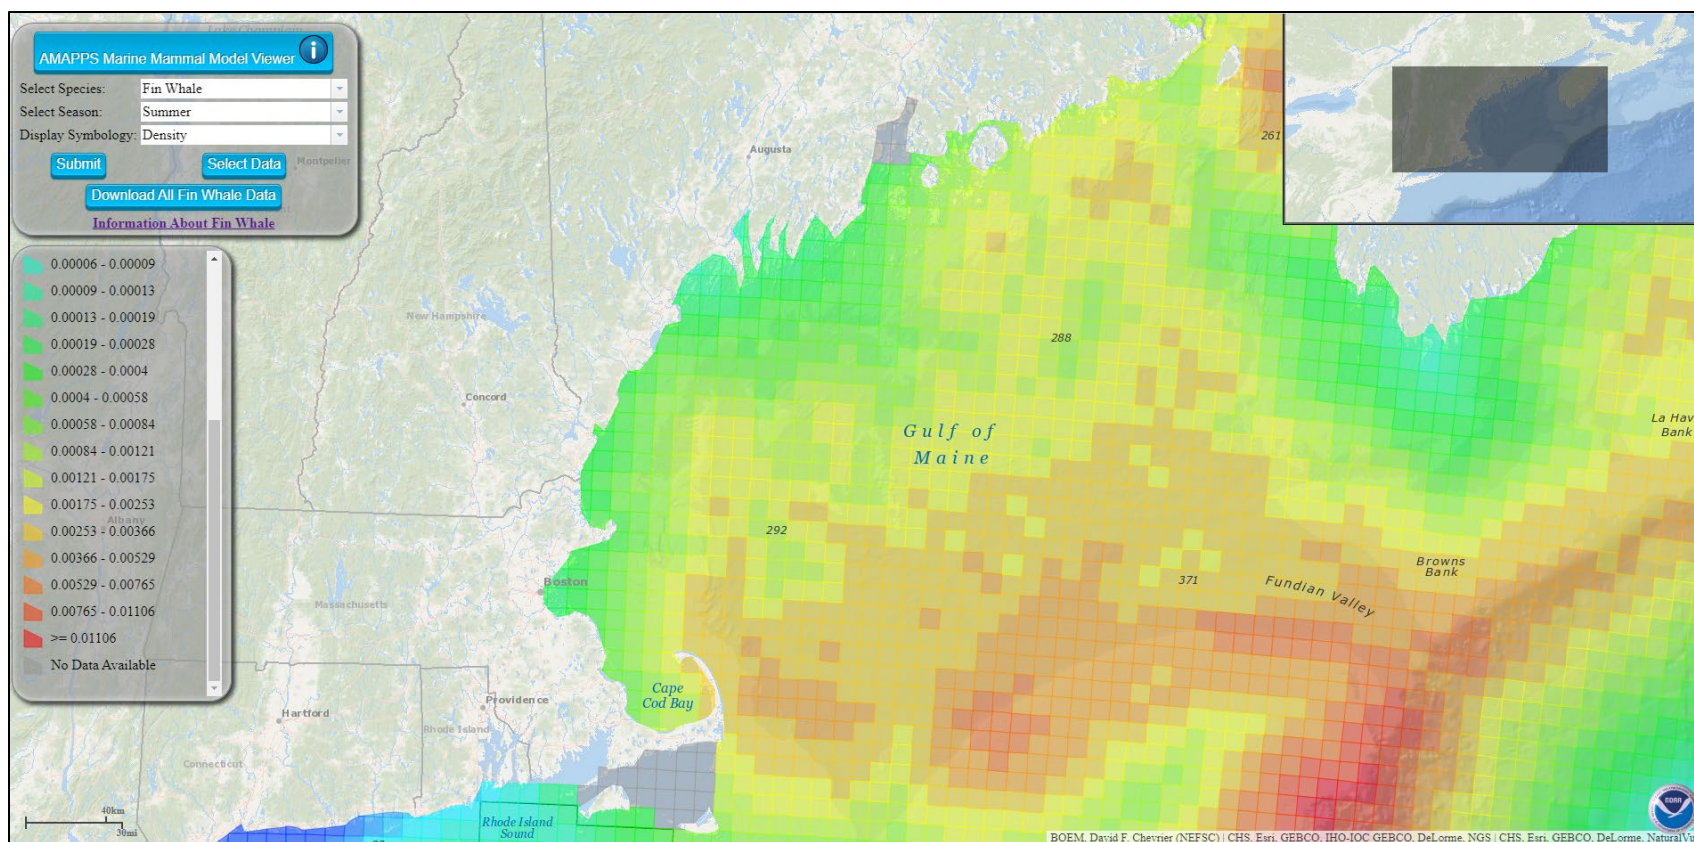 AMAPPS Marine Mammal Model Viewer i
Select Species: Fin Whale
Select Season: Summer
Display Symbology: Density
Submit Select Data
Download All Fin Whale Data
Information About Fin Whale
Montpelier
0.00006 - 0.00009
0.00009 - 0.00013
0.00013 - 0.00019
0.00019 - 0.00028
0.00028 - 0.0004
0.0004 - 0.00058
0.00058 - 0.00084
0.00084 - 0.00121
0.00121 - 0.00175
0.00175 - 0.00253
0.00253 - 0.00366
0.00366 - 0.00529
0.00529 - 0.00765
0.00765 - 0.01106
>= 0.01106
No Data Available
Albany
Augusta
261
New Hampshire
288
Concord
La Hav
Bank
Gulf of
Maine
292
Browns
Bank
371
Fundian Valley
Boston
Massachusetts
Cape
Cod Bay
Providence
Hartford
Rhode Island
Connecticut
40km
30mi
Rhode Island
Sound
NOAA
BOEM, David F. Chevrier (NEFSC) | CHS, Esri, GEBCO, IHO-IOC GEBCO, DeLorme, NGS | CHS, Esri, GEBCO, DeLorme, NaturalVu